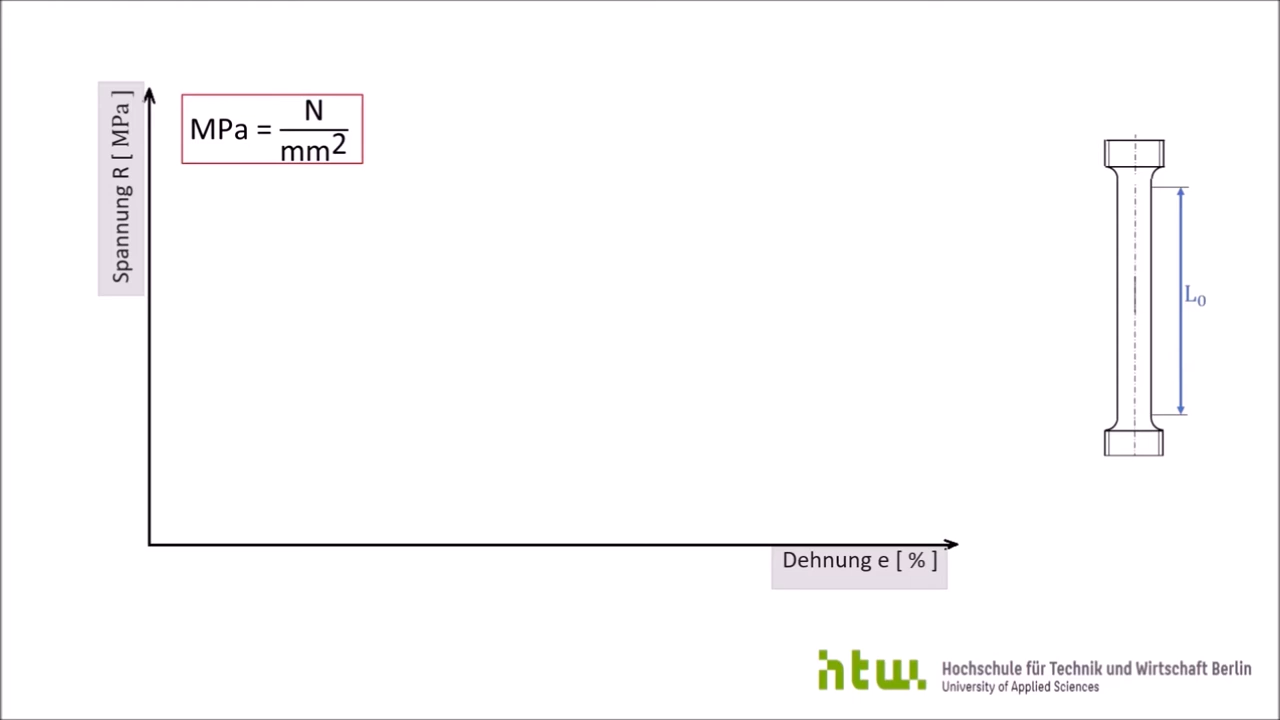 Spannung R [ MPa ]
MPa = N
mm2
L0
Dehnung e [ % ]
htw.
Hochschule für Technik und Wirtschaft Berlin
University of Applied Sciences